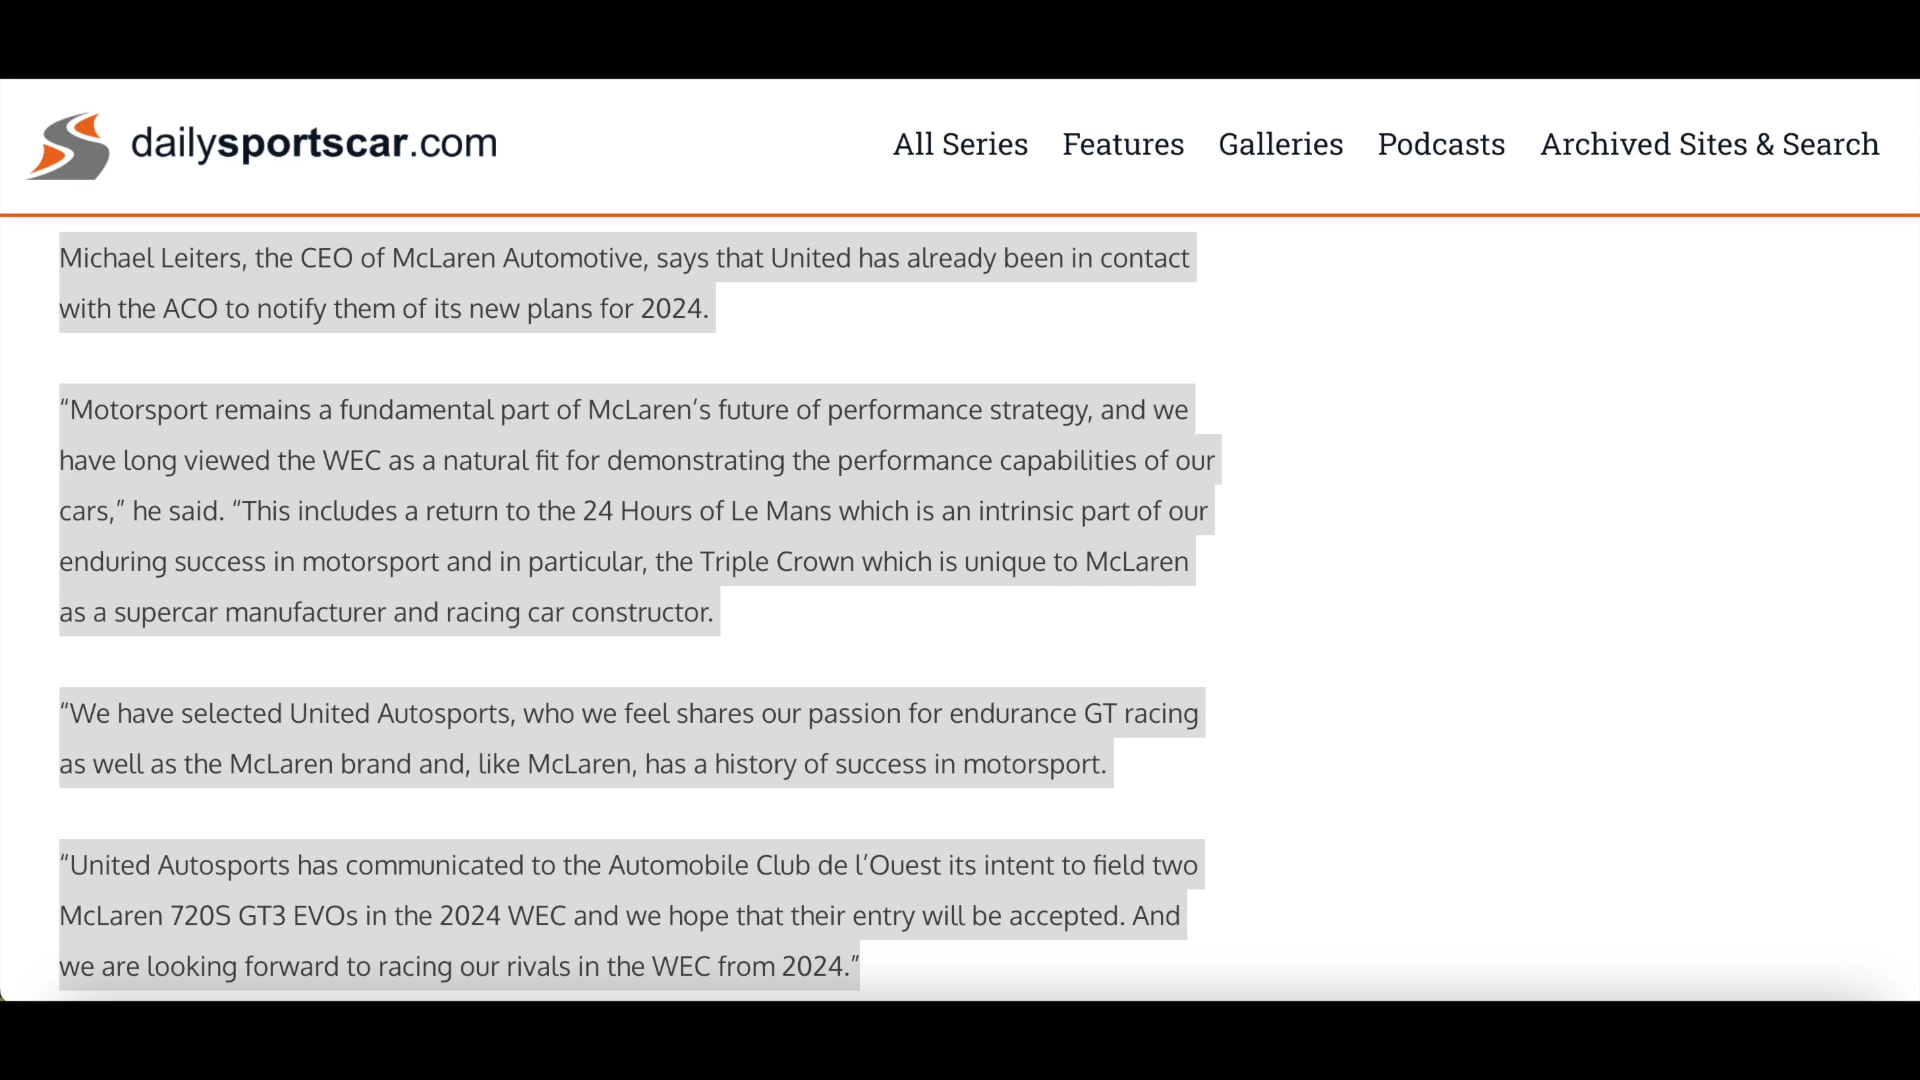 dailysportscar.com
All Series Features Galleries Podcasts Archived Sites & Search
Michael Leiters, the CEO of McLaren Automotive, says that United has already been in contact
with the ACO to notify them of its new plans for 2024.
“Motorsport remains a fundamental part of McLaren’s future of performance strategy, and we
have long viewed the WEC as a natural fit for demonstrating the performance capabilities of our
cars,” he said. “This includes a return to the 24 Hours of Le Mans which is an intrinsic part of our
enduring success in motorsport and in particular, the Triple Crown which is unique to McLaren
as a supercar manufacturer and racing car constructor.
“We have selected United Autosports, who we feel shares our passion for endurance GT racing
as well as the McLaren brand and, like McLaren, has a history of success in motorsport.
“United Autosports has communicated to the Automobile Club de l’Ouest its intent to field two
McLaren 720S GT3 EVOs in the 2024 WEC and we hope that their entry will be accepted. And
we are looking forward to racing our rivals in the WEC from 2024.”